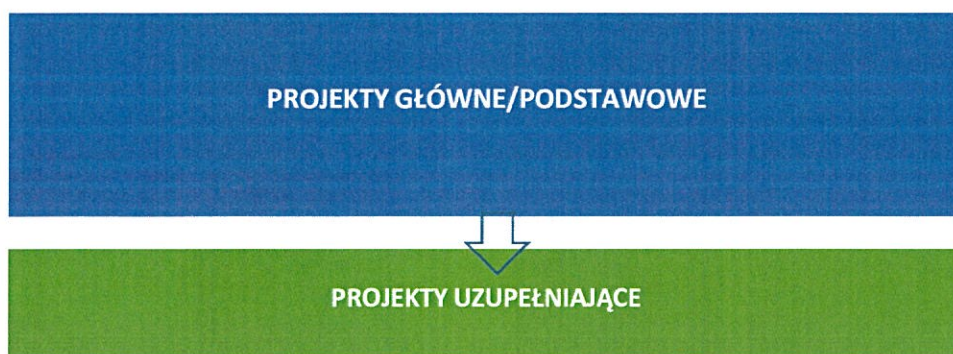 PROJEKTY GŁÓWNE/PODSTAWOWE
PROJEKTY UZUPEŁNIAJĄCE